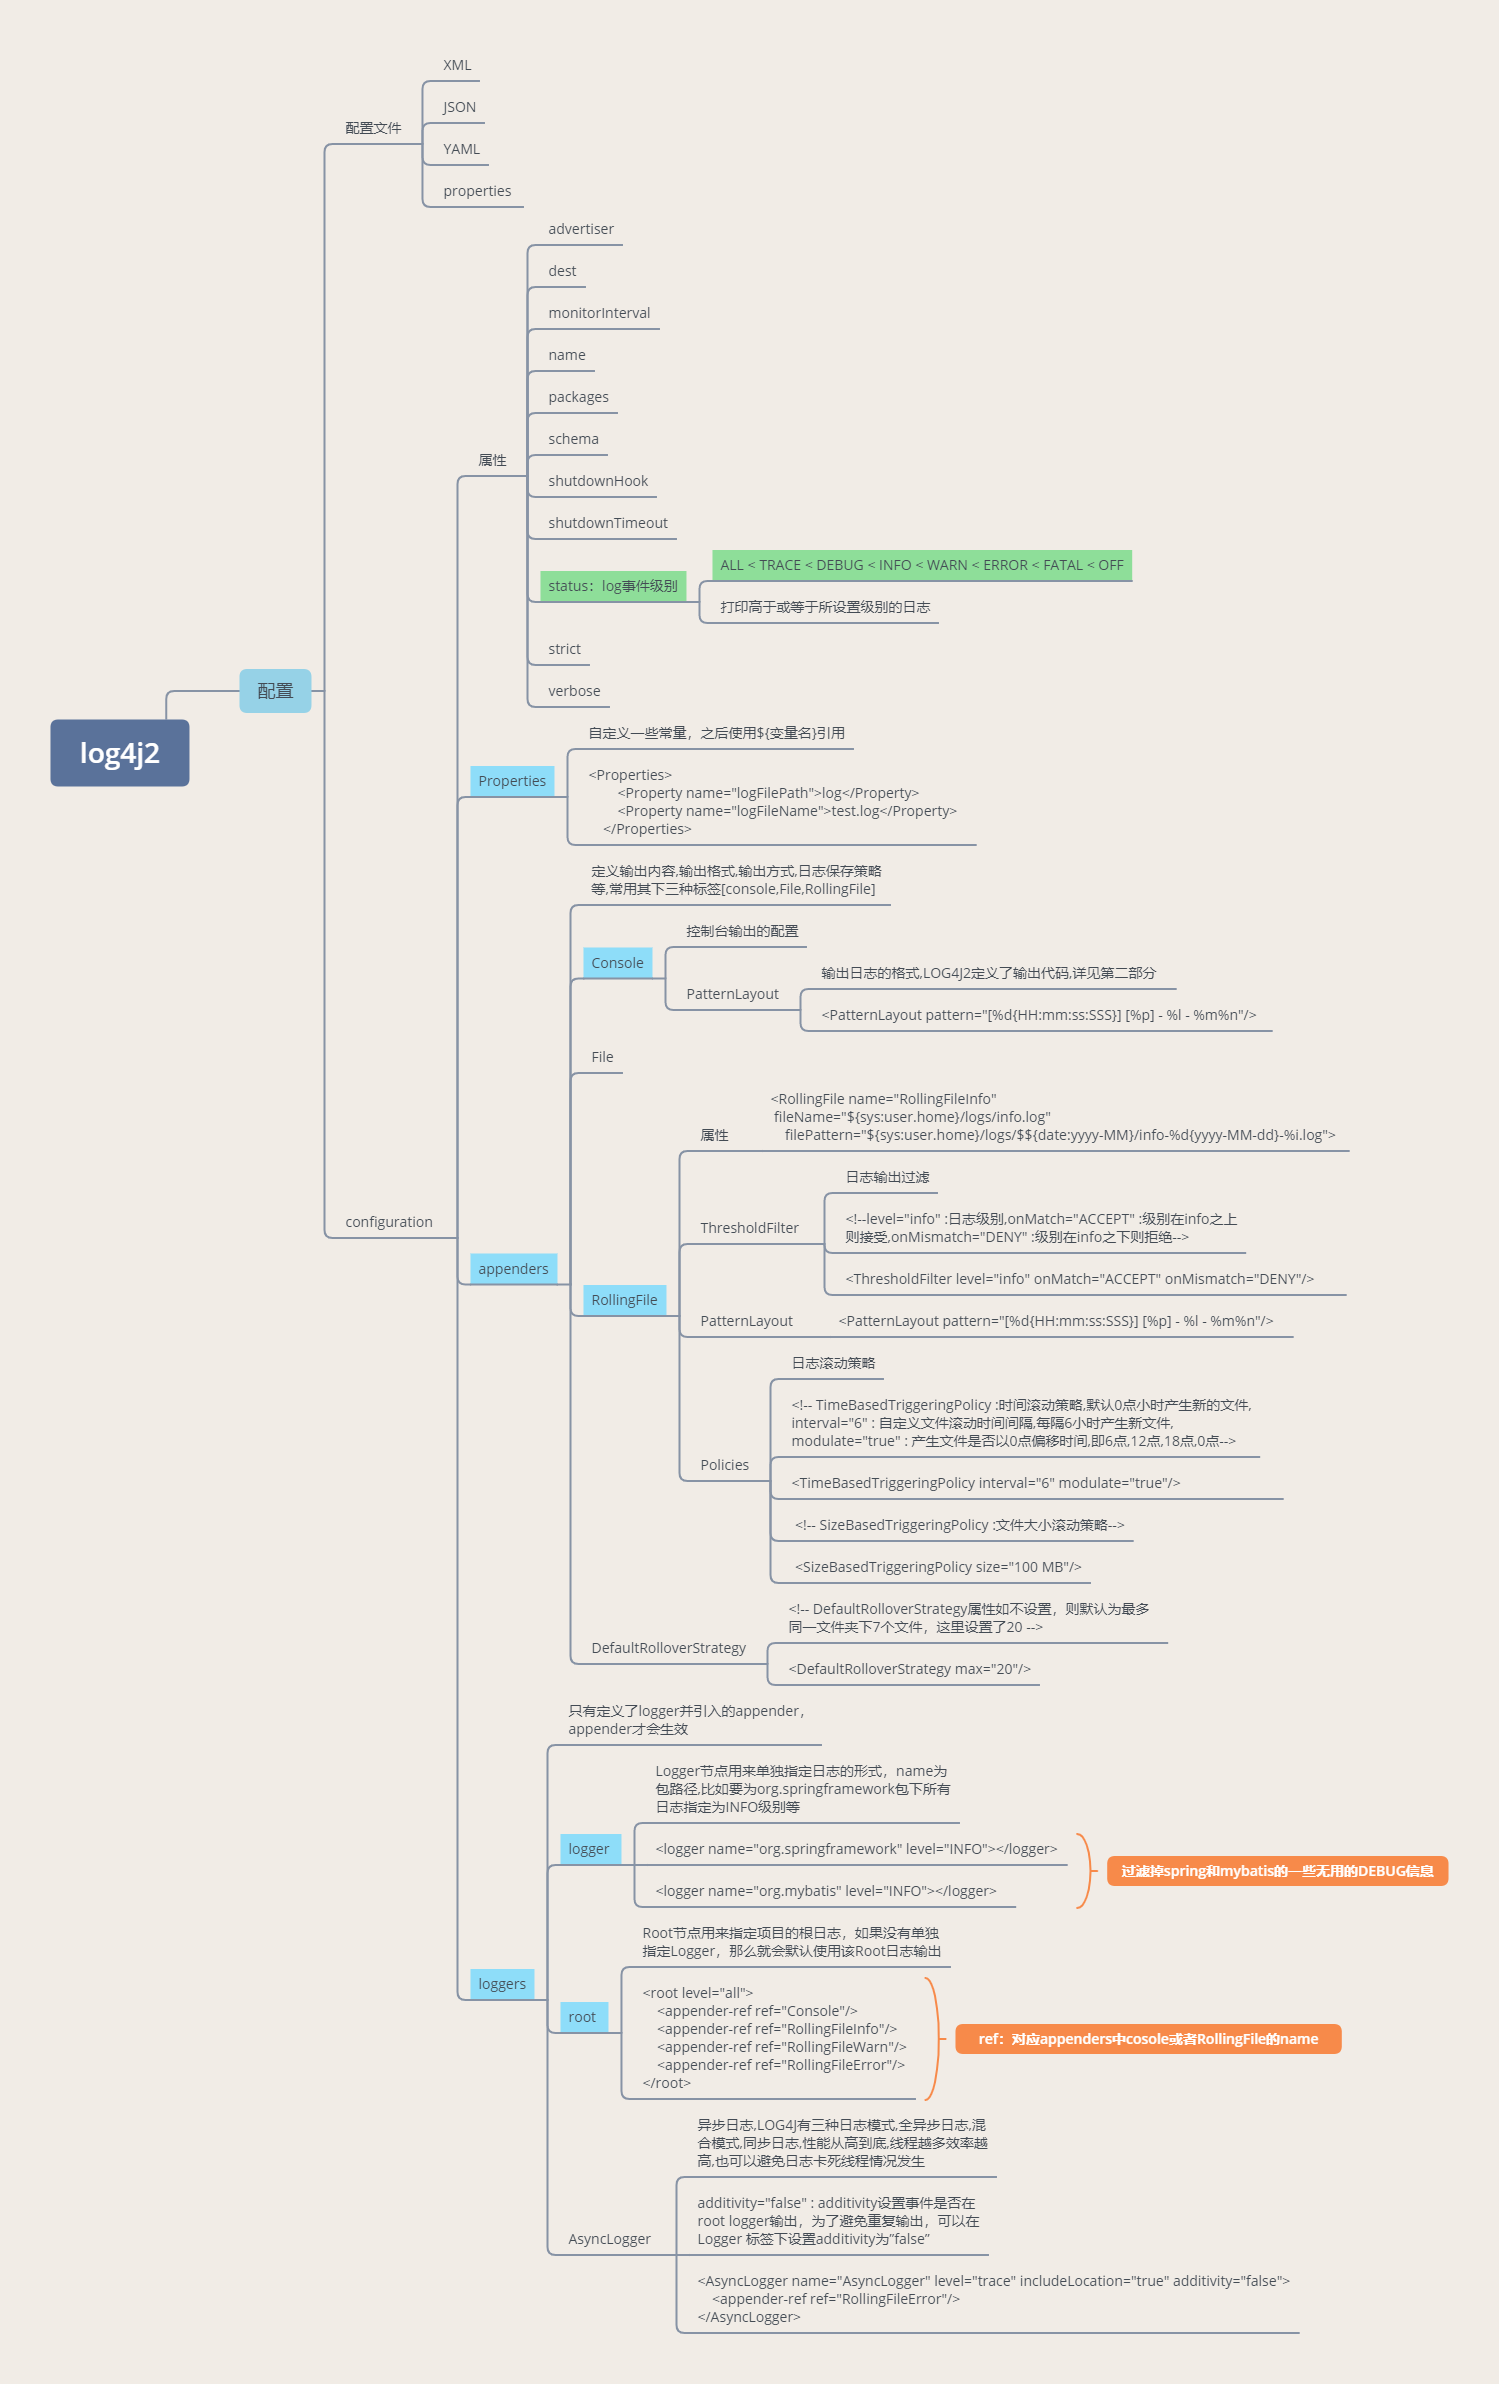 log4j2
配置
配置文件
XML
JSON
YAML
properties
configuration
属性
advertiser
dest
monitorInterval
name
packages
schema
shutdownHook
shutdownTimeout
status：log事件级别
ALL < TRACE < DEBUG < INFO < WARN < ERROR < FATAL < OFF
打印高于或等于所设置级别的日志
strict
verbose
Properties
自定义一些常量，之后使用${变量名}引用
<Properties>
<Property name="logFilePath">log</Property>
<Property name="logFileName">test.log</Property>
</Properties>
appenders
定义输出内容,输出格式,输出方式,日志保存策略
等,常用其下三种标签[console,File,RollingFile]
Console
控制台输出的配置
PatternLayout
输出日志的格式,LOG4J2定义了输出代码,详见第二部分
<PatternLayout pattern="[%d{HH:mm:ss:SSS}] [%p] - %l - %m%n"/>
File
RollingFile
属性
<RollingFile name="RollingFileInfo"
fileName="${sys:user.home}/logs/info.log"
filePattern="${sys:user.home}/logs/$${date:yyyy-MM}/info-%d{yyyy-MM-dd}-%i.log">
ThresholdFilter
日志输出过滤
<!--level="info" :日志级别,onMatch="ACCEPT" :级别在info之上
则接受,onMismatch="DENY" :级别在info之下则拒绝-->
<ThresholdFilter level="info" onMatch="ACCEPT" onMismatch="DENY"/>
PatternLayout
<PatternLayout pattern="[%d{HH:mm:ss:SSS}] [%p] - %l - %m%n"/>
Policies
日志滚动策略
<!-- TimeBasedTriggeringPolicy :时间滚动策略,默认0点小时产生新的文件,
interval="6" : 自定义文件滚动时间间隔,每隔6小时产生新文件,
modulate="true" : 产生文件是否以0点偏移时间,即6点,12点,18点,0点-->
<TimeBasedTriggeringPolicy interval="6" modulate="true"/>
<!-- SizeBasedTriggeringPolicy :文件大小滚动策略-->
<SizeBasedTriggeringPolicy size="100 MB"/>
DefaultRolloverStrategy
<!-- DefaultRolloverStrategy属性如不设置，则默认为最多
同一文件夹下7个文件，这里设置了20 -->
<DefaultRolloverStrategy max="20"/>
loggers
只有定义了logger并引入的appender，
appender才会生效
logger
Logger节点用来单独指定日志的形式，name为
包路径,比如要为org.springframework包下所有
日志指定为INFO级别等
<logger name="org.springframework" level="INFO"></logger>
<logger name="org.mybatis" level="INFO"></logger>
过滤掉spring和mybatis的一些无用的DEBUG信息
root
Root节点用来指定项目的根日志，如果没有单独
指定Logger，那么就会默认使用该Root日志输出
<root level="all">
<appender-ref ref="Console"/>
<appender-ref ref="RollingFileInfo"/>
<appender-ref ref="RollingFileWarn"/>
<appender-ref ref="RollingFileError"/>
</root>
ref：对应appenders中cosole或者RollingFile的name
AsyncLogger
异步日志,LOG4J有三种日志模式,全异步日志,混
合模式,同步日志,性能从高到底,线程越多效率越
高,也可以避免日志卡死线程情况发生
additivity="false" : additivity设置事件是否在
root logger输出，为了避免重复输出，可以在
Logger 标签下设置additivity为”false”
<AsyncLogger name="AsyncLogger" level="trace" includeLocation="true" additivity="false">
<appender-ref ref="RollingFileError"/>
</AsyncLogger>